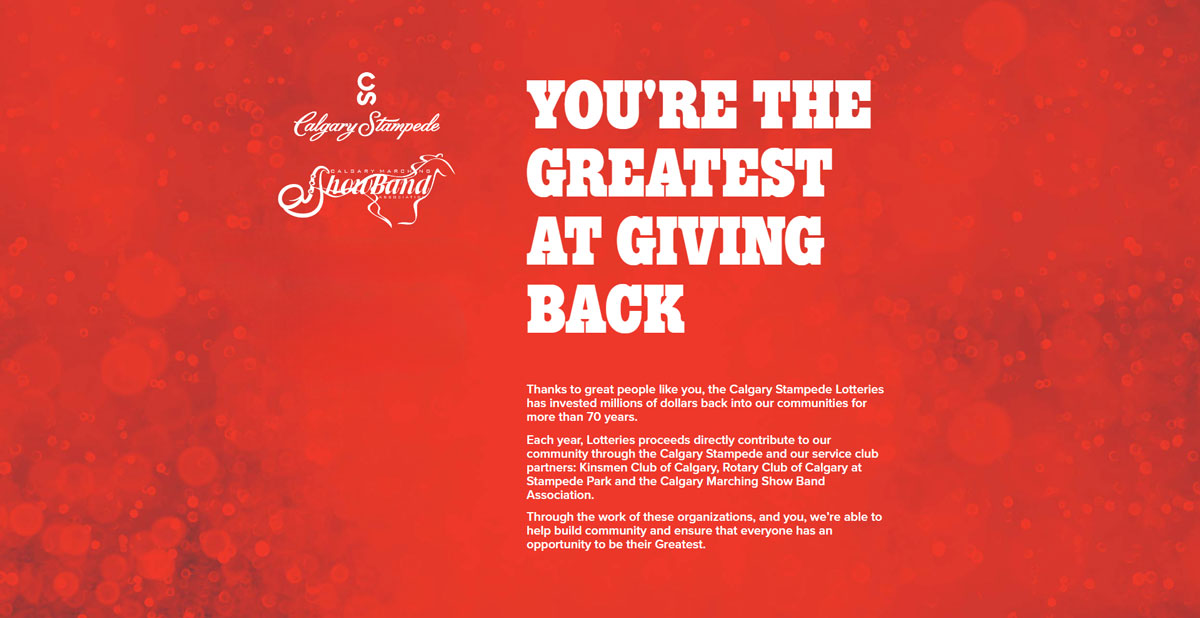 CS
Calgary Stampede
CALGARY MARCHING
ShowBand
ASSOCIATION
YOU'RE THE
GREATEST
AT GIVING
BACK
Thanks to great people like you, the Calgary Stampede Lotteries
has invested millions of dollars back into our communities for
more than 70 years.
Each year, Lotteries proceeds directly contribute to our
community through the Calgary Stampede and our service club
partners: Kinsmen Club of Calgary, Rotary Club of Calgary at
Stampede Park and the Calgary Marching Show Band
Association.
Through the work of these organizations, and you, we’re able to
help build community and ensure that everyone has an
opportunity to be their Greatest.